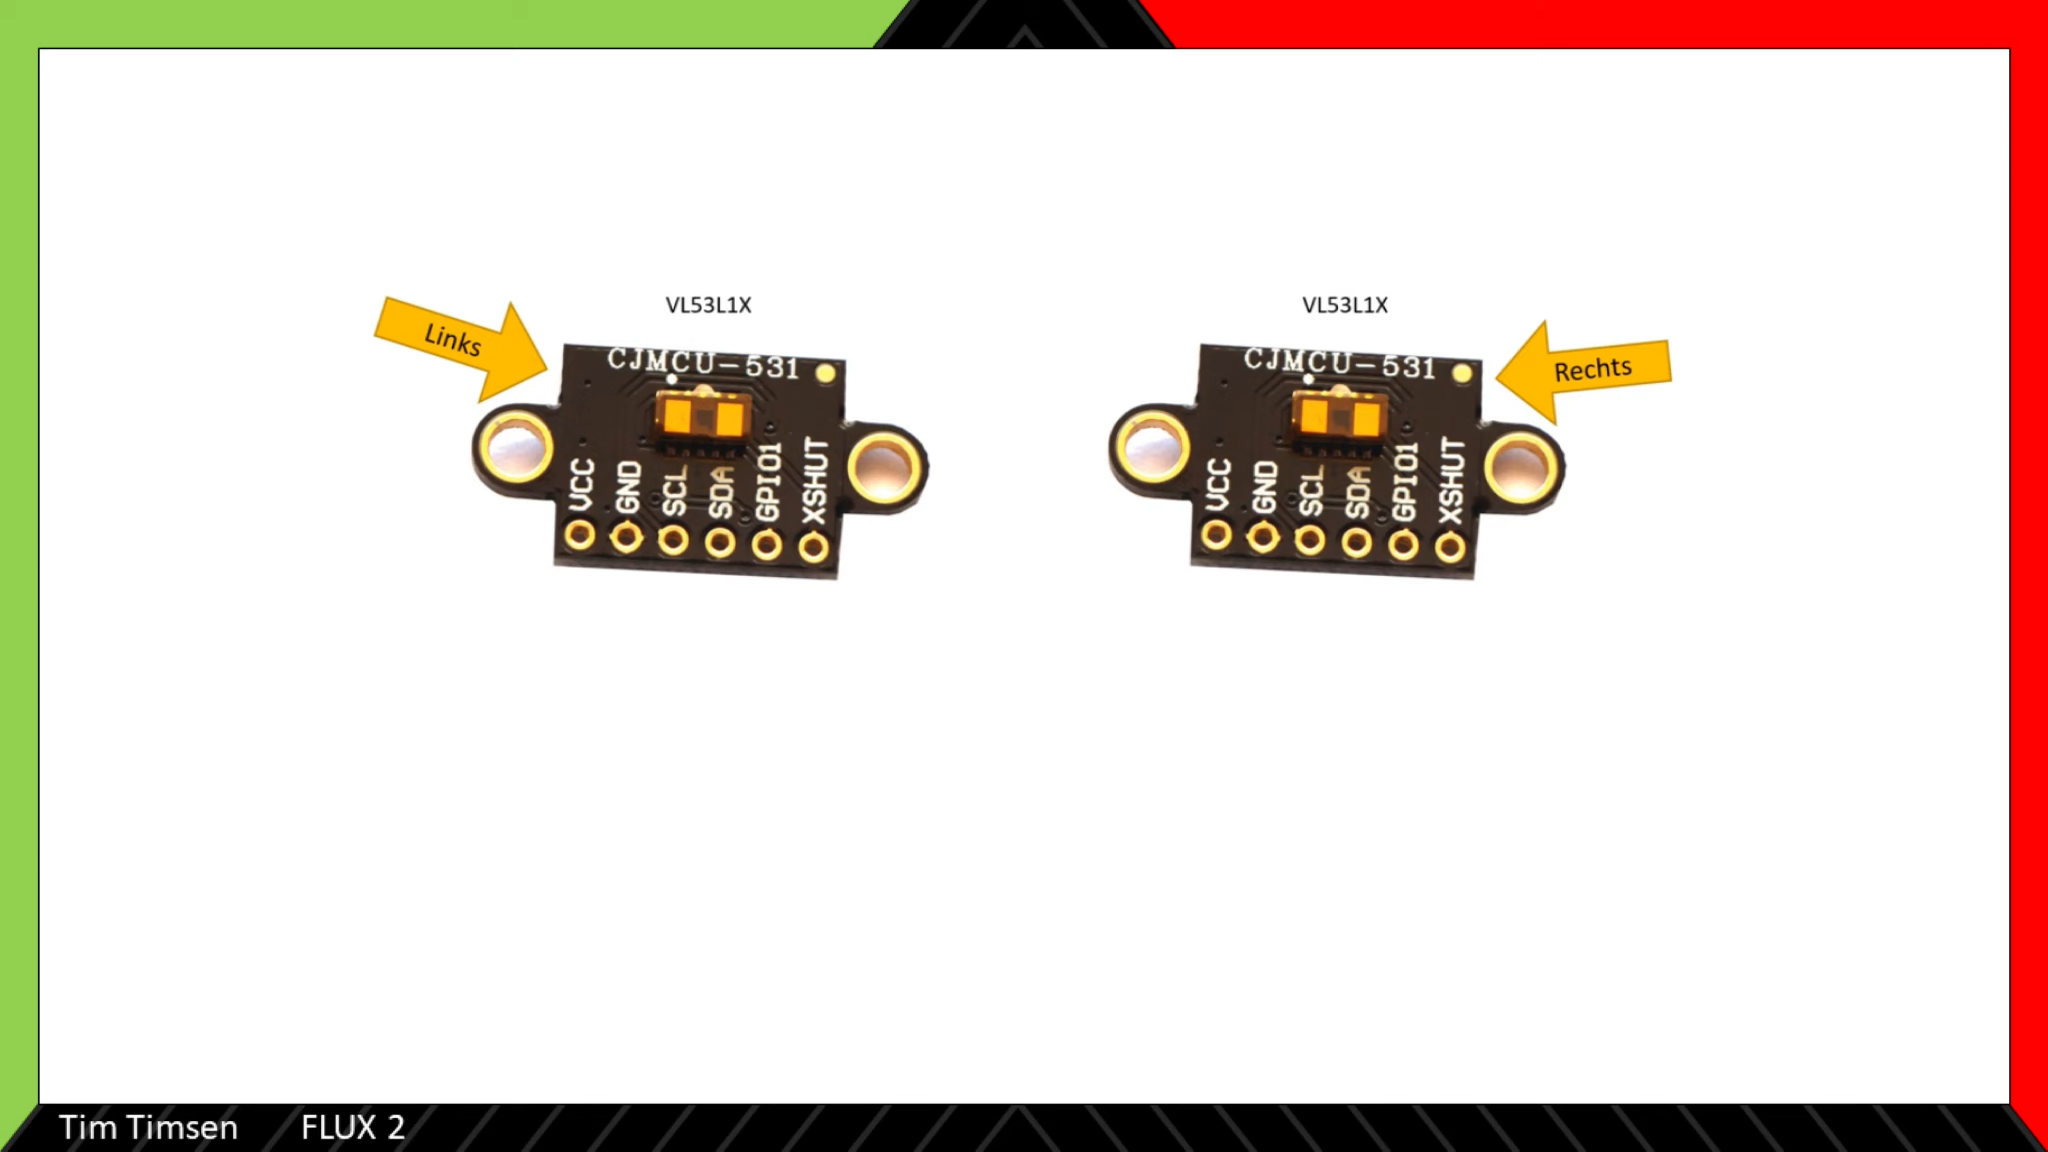 VL53L1X
VL53L1X
Links
Rechts
CJMCU-531
VCC GND SCL SDA GPIO1 XSHUT
CJMCU-531
VCC GND SCL SDA GPIO1 XSHUT
Tim Timsen FLUX 2